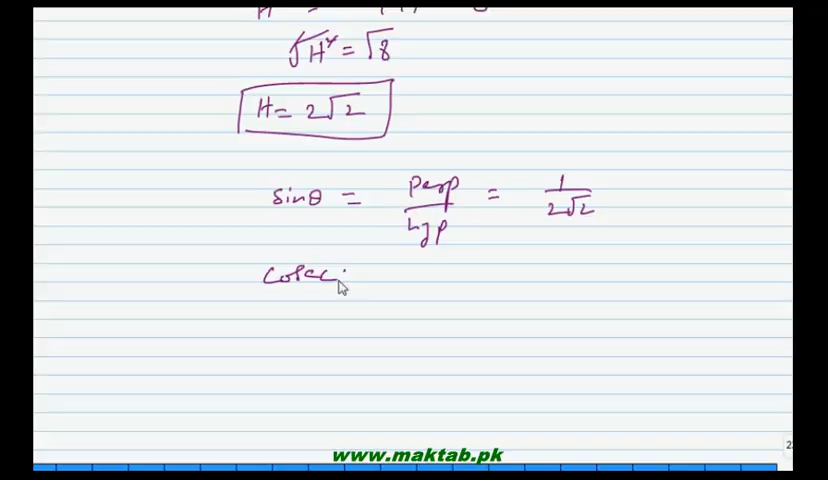 √H² = √8
H = 2√2
sinθ = perp/hyp = 1/2√2
cosec
www.maktab.pk